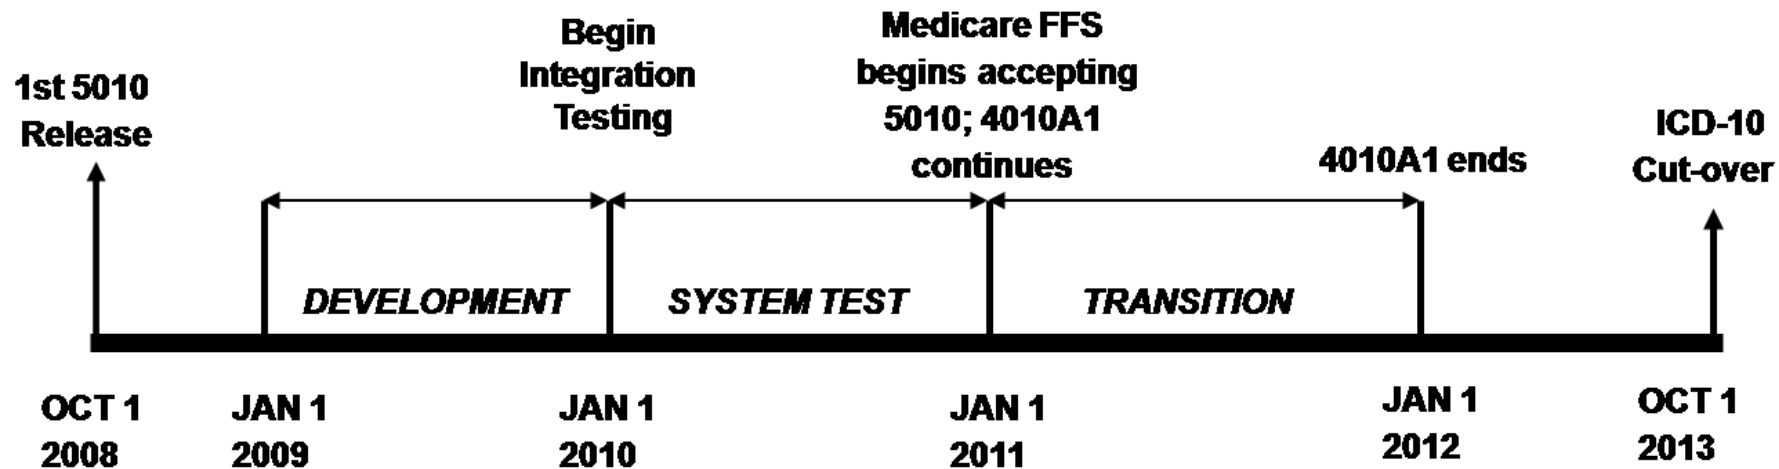 1st 5010
Release
Begin
Integration
Testing
Medicare FFS
begins accepting
5010; 4010A1
continues
4010A1 ends
ICD-10
Cut-over
DEVELOPMENT
SYSTEM TEST
TRANSITION
OCT 1
2008
JAN 1
2009
JAN 1
2010
JAN 1
2011
JAN 1
2012
OCT 1
2013